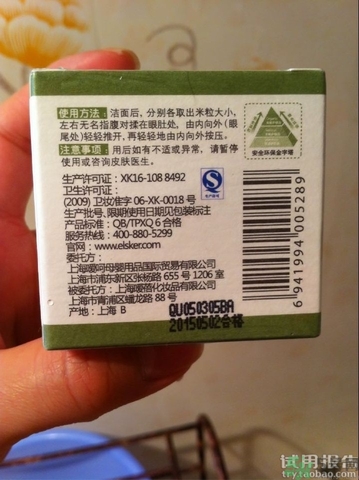 使用方法：洁面后，分别各取出米粒大小，
左右无名指腹对揉在眼肚处，由内向外(眼
尾处)轻轻推开，再轻轻地由内向外按压。
注意事项：用后如有不适或异常，请暂停
使用或咨询皮肤医生。
安全环保金字塔
生产许可证：XK16-108 8492
卫生许可证：
(2009) 卫妆准字 06-XK-0018 号
生产批号、限期使用日期见包装标注
产品标准：QB/TPXQ 6 合格
服务热线：400-880-5299
官网：www.elsker.com
委托方：
上海嗳呵母婴用品国际贸易有限公司
上海市浦东新区张杨路 655 号 1206 室
被委托方：上海嗳蓓化妆品有限公司
上海市青浦区蟠龙路 88 号
产地：上海 B
QU050305BA
20150502合格
6 941994 005289
QS
试用报告
try.taobao.com